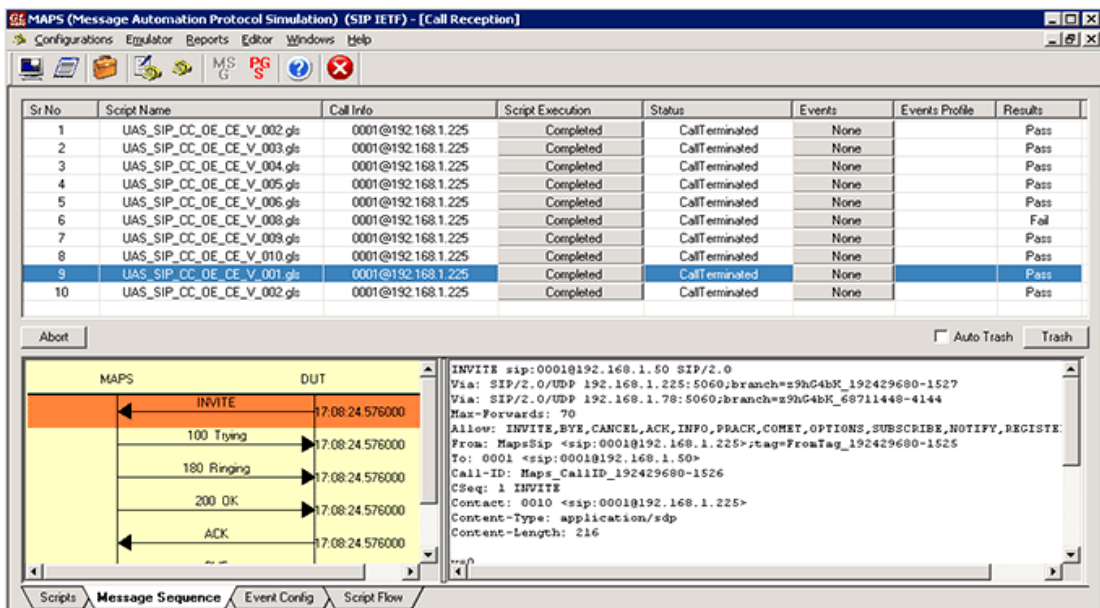 MAPS (Message Automation Protocol Simulation) (SIP IETF) - [Call Reception]
Configurations Emulator Reports Editor Windows Help
MS G PG S
Sr No Script Name Call Info Script Execution Status Events Events Profile Results
1 UAS_SIP_CC_OE_CE_V_002.gls 0001@192.168.1.225 Completed CallTerminated None Pass
2 UAS_SIP_CC_OE_CE_V_003.gls 0001@192.168.1.225 Completed CallTerminated None Pass
3 UAS_SIP_CC_OE_CE_V_004.gls 0001@192.168.1.225 Completed CallTerminated None Pass
4 UAS_SIP_CC_OE_CE_V_005.gls 0001@192.168.1.225 Completed CallTerminated None Pass
5 UAS_SIP_CC_OE_CE_V_006.gls 0001@192.168.1.225 Completed CallTerminated None Pass
6 UAS_SIP_CC_OE_CE_V_008.gls 0001@192.168.1.225 Completed CallTerminated None Fail
7 UAS_SIP_CC_OE_CE_V_009.gls 0001@192.168.1.225 Completed CallTerminated None Pass
8 UAS_SIP_CC_OE_CE_V_010.gls 0001@192.168.1.225 Completed CallTerminated None Pass
9 UAS_SIP_CC_OE_CE_V_001.gls 0001@192.168.1.225 Completed CallTerminated None Pass
10 UAS_SIP_CC_OE_CE_V_002.gls 0001@192.168.1.225 Completed CallTerminated None Pass
Abort Auto Trash Trash
MAPS DUT
INVITE 17:08:24.576000
100 Trying 17:08:24.576000
180 Ringing 17:08:24.576000
200 OK 17:08:24.576000
ACK 17:08:24.576000
INVITE sip:0001@192.168.1.50 SIP/2.0
Via: SIP/2.0/UDP 192.168.1.225:5060;branch=z9hG4bK_192429680-1527
Via: SIP/2.0/UDP 192.168.1.78:5060;branch=z9hG4bK_68711448-4144
Max-Forwards: 70
Allow: INVITE,BYE,CANCEL,ACK,INFO,PRACK,COMET,OPTIONS,SUBSCRIBE,NOTIFY,REGISTE
From: MapsSip <sip:0001@192.168.1.225>;tag=FromTag_192429680-1525
To: 0001 <sip:0001@192.168.1.50>
Call-ID: Maps_CallID_192429680-1526
CSeq: 1 INVITE
Contact: 0010 <sip:0001@192.168.1.225>
Content-Type: application/sdp
Content-Length: 216
v=0
Scripts Message Sequence Event Config Script Flow